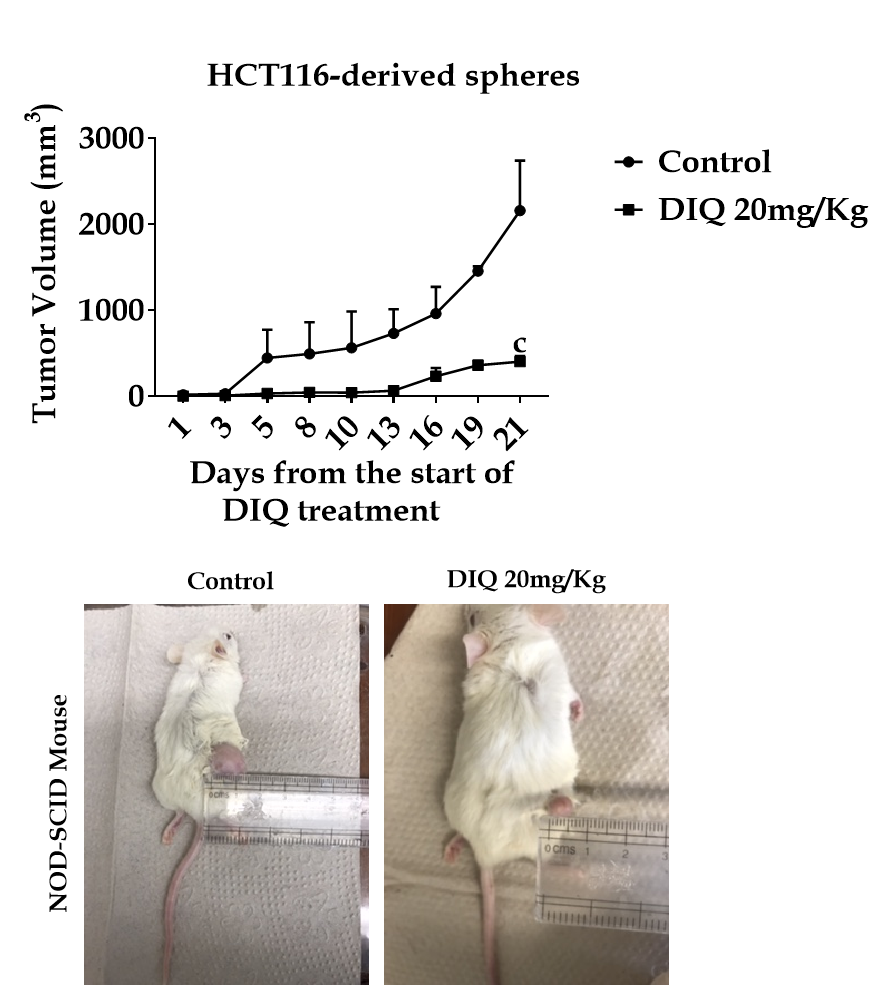 HCT116-derived spheres
Tumor Volume (mm³)
3000
2000
1000
0
c
1 3 5 8 10 13 16 19 21
Days from the start of
DIQ treatment
Control
DIQ 20mg/Kg
Control
DIQ 20mg/Kg
NOD-SCID Mouse
0cms
0 cms 1 2 3